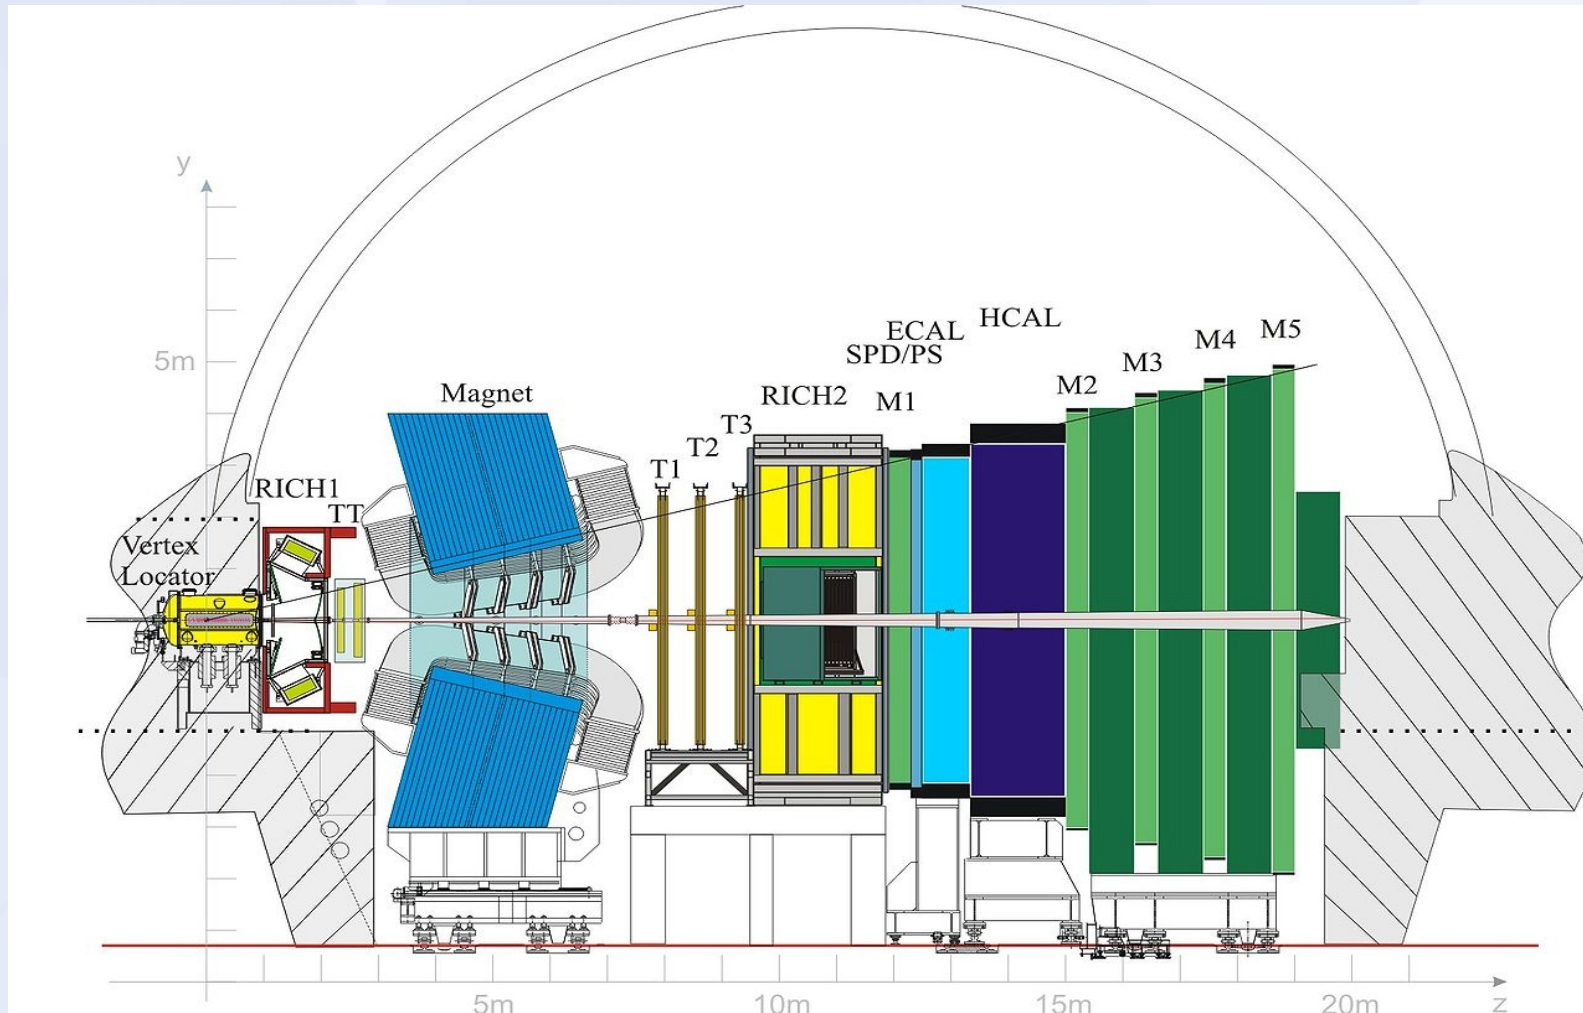 y
5m
Vertex
Locator
RICH1
TT
Magnet
T1
T2
T3
RICH2
M1
SPD/PS
ECAL
HCAL
M2
M3
M4
M5
5m
10m
15m
20m
z